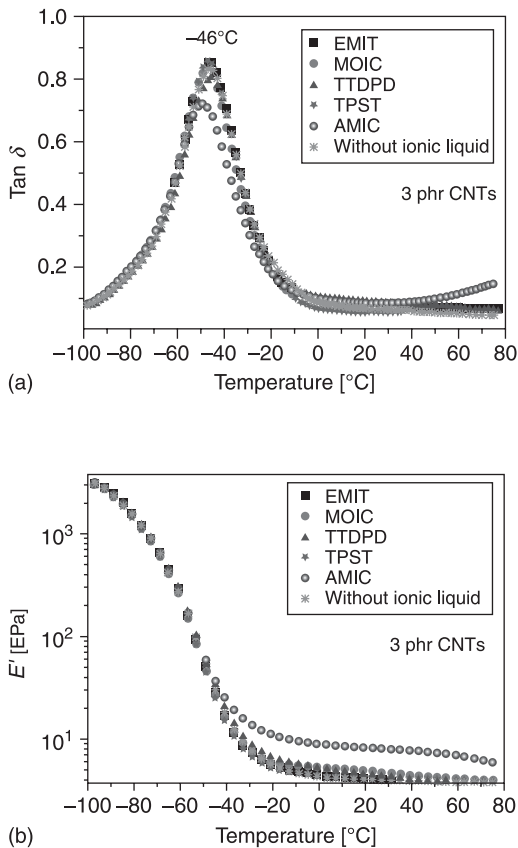 1.0
−46°C
EMIT
MOIC
TTDPD
TPST
AMIC
Without ionic liquid
0.8
0.6
0.4
0.2
Tan δ
3 phr CNTs
−100 −80 −60 −40 −20 0 20 40 60 80
(a) Temperature [°C]
EMIT
MOIC
TTDPD
TPST
AMIC
Without ionic liquid
10³
10²
10¹
E′ [EPa]
3 phr CNTs
−100 −80 −60 −40 −20 0 20 40 60 80
(b) Temperature [°C]